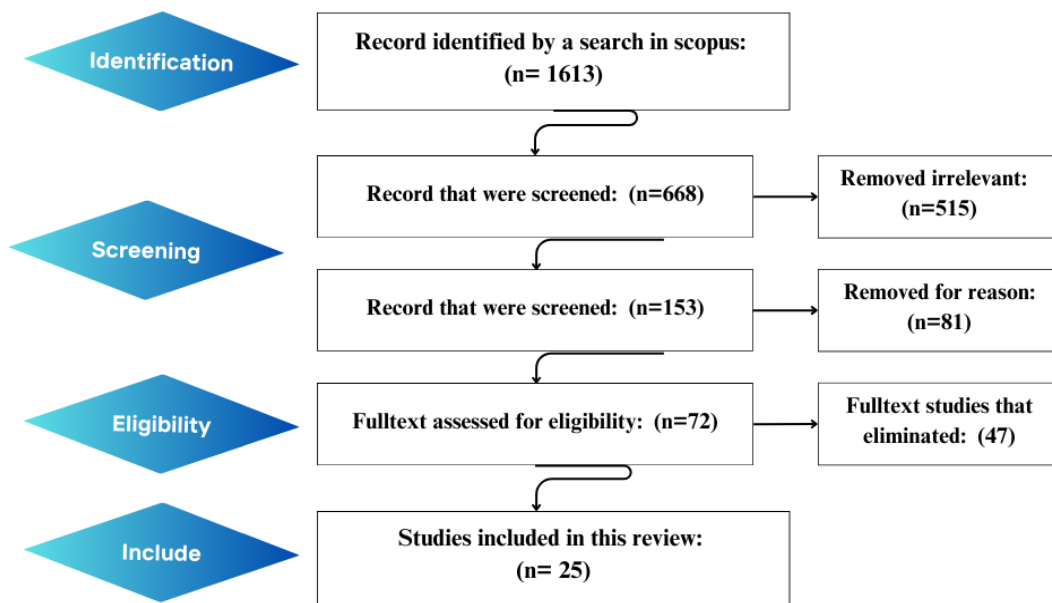 Identification
Record identified by a search in scopus:
(n= 1613)
Screening
Record that were screened:  (n=668)
Removed irrelevant:
(n=515)
Record that were screened:  (n=153)
Removed for reason:
(n=81)
Eligibility
Fulltext assessed for eligibility:  (n=72)
Fulltext studies that
eliminated:  (47)
Include
Studies included in this review:
(n= 25)